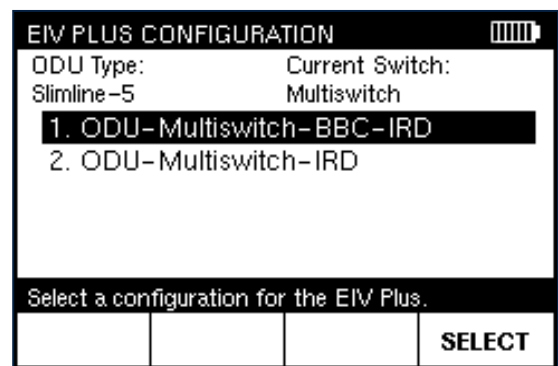 EIV PLUS CONFIGURATION
ODU Type: Current Switch:
Slimline-5 Multiswitch
1. ODU-Multiswitch-BBC-IRD
2. ODU-Multiswitch-IRD
Select a configuration for the EIV Plus.
SELECT